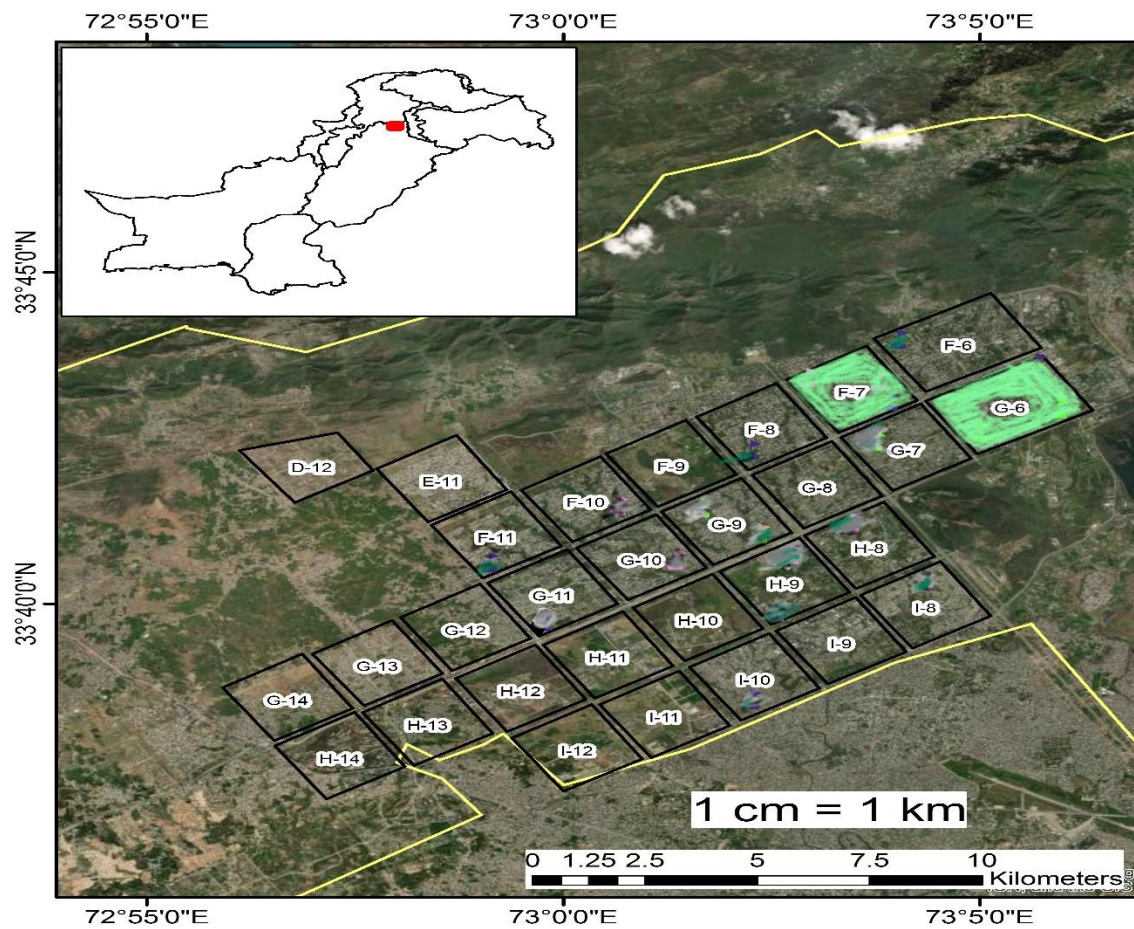 72°55'0"E 73°0'0"E 73°5'0"E
33°45'0"N
33°40'0"N
F-6
F-7
G-6
F-8
G-7
D-12
E-11
F-9
G-8
F-10
G-9
F-11
G-10
H-8
G-11
H-9
I-8
G-12
H-10
G-13
H-11
I-9
G-14
H-12
I-10
H-13
I-11
H-14
I-12
1 cm = 1 km
0 1.25 2.5 5 7.5 10
Kilometers
72°55'0"E 73°0'0"E 73°5'0"E